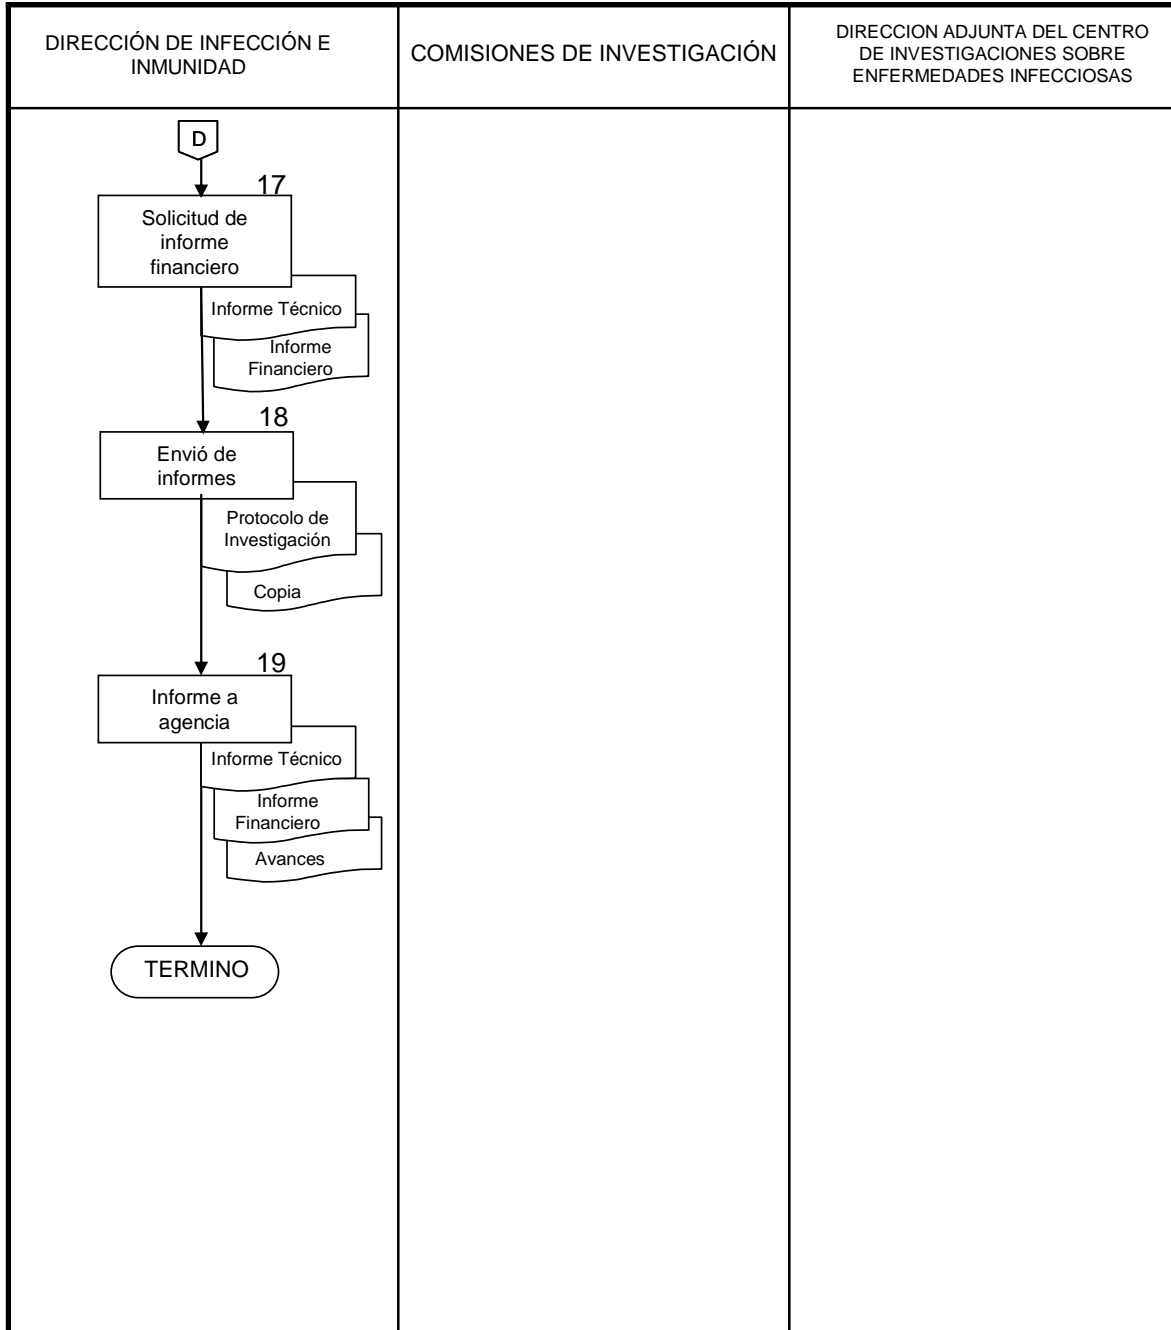 DIRECCIÓN DE INFECCIÓN E
INMUNIDAD
COMISIONES DE INVESTIGACIÓN
DIRECCION ADJUNTA DEL CENTRO
DE INVESTIGACIONES SOBRE
ENFERMEDADES INFECCIOSAS
D
17
Solicitud de
informe
financiero
Informe Técnico
Informe
Financiero
18
Envió de
informes
Protocolo de
Investigación
Copia
19
Informe a
agencia
Informe Técnico
Informe
Financiero
Avances
TERMINO